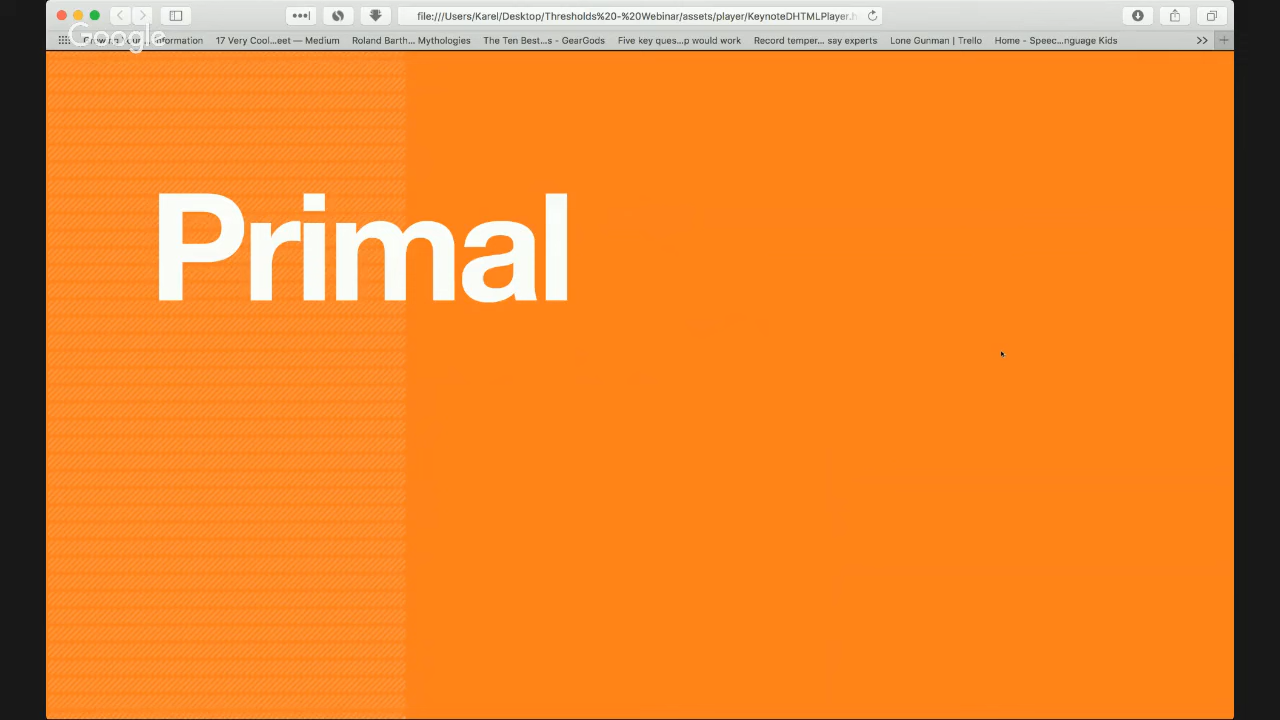 file:///Users/Karel/Desktop/Thresholds%20-%20Webinar/assets/player/KeynoteDHTMLPlayer.h
Google
17 Very Cool...eet — Medium
Roland Barth... Mythologies
The Ten Best...s - GearGods
Five key ques...p would work
Record temper... say experts
Lone Gunman | Trello
Home - Speec...nguage Kids
Primal